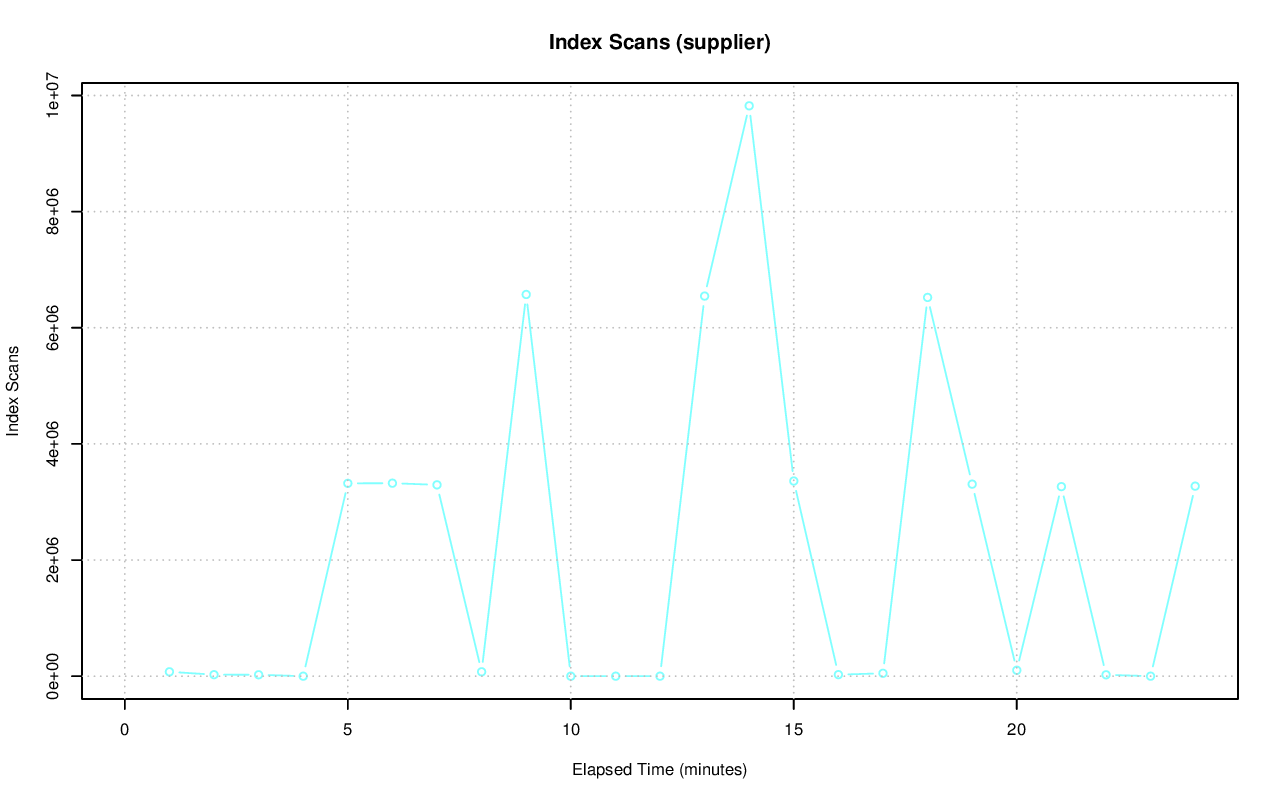 Index Scans (supplier)
1e+07
8e+06
6e+06
4e+06
2e+06
0e+00
Index Scans
0 5 10 15 20
Elapsed Time (minutes)